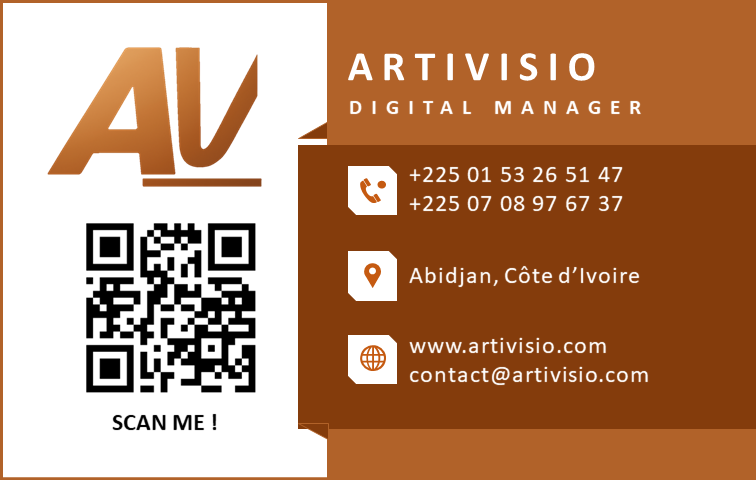 AV
SCAN ME !
ARTIVISIO
DIGITAL MANAGER
+225 01 53 26 51 47
+225 07 08 97 67 37
Abidjan, Côte d’Ivoire
www.artivisio.com
contact@artivisio.com